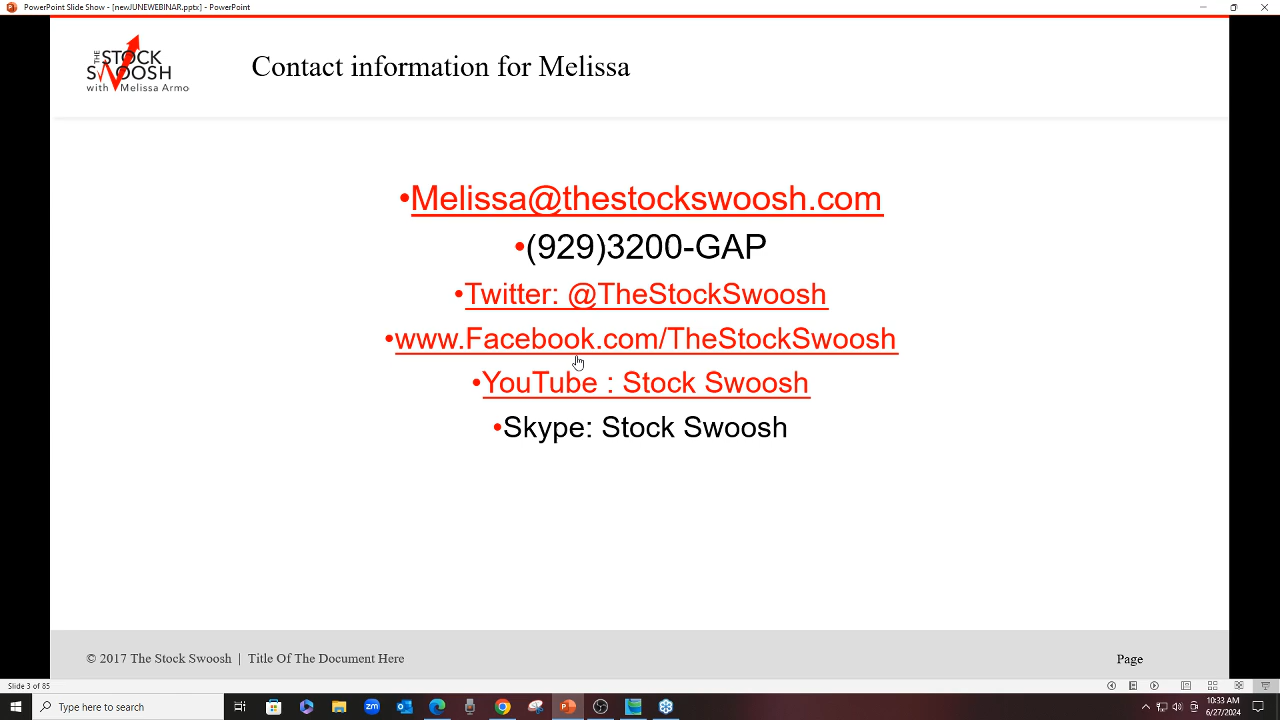 PowerPoint Slide Show - [newJUNEWEBINAR.pptx] - PowerPoint
THE STOCK
SWOOSH
with Melissa Armo
Contact information for Melissa
•Melissa@thestockswoosh.com
•(929)3200-GAP
•Twitter: @TheStockSwoosh
•www.Facebook.com/TheStockSwoosh
•YouTube : Stock Swoosh
•Skype: Stock Swoosh
© 2017 The Stock Swoosh | Title Of The Document Here
Page
Slide 3 of 85
Type here to search
zm
10:33 AM
6/27/2024